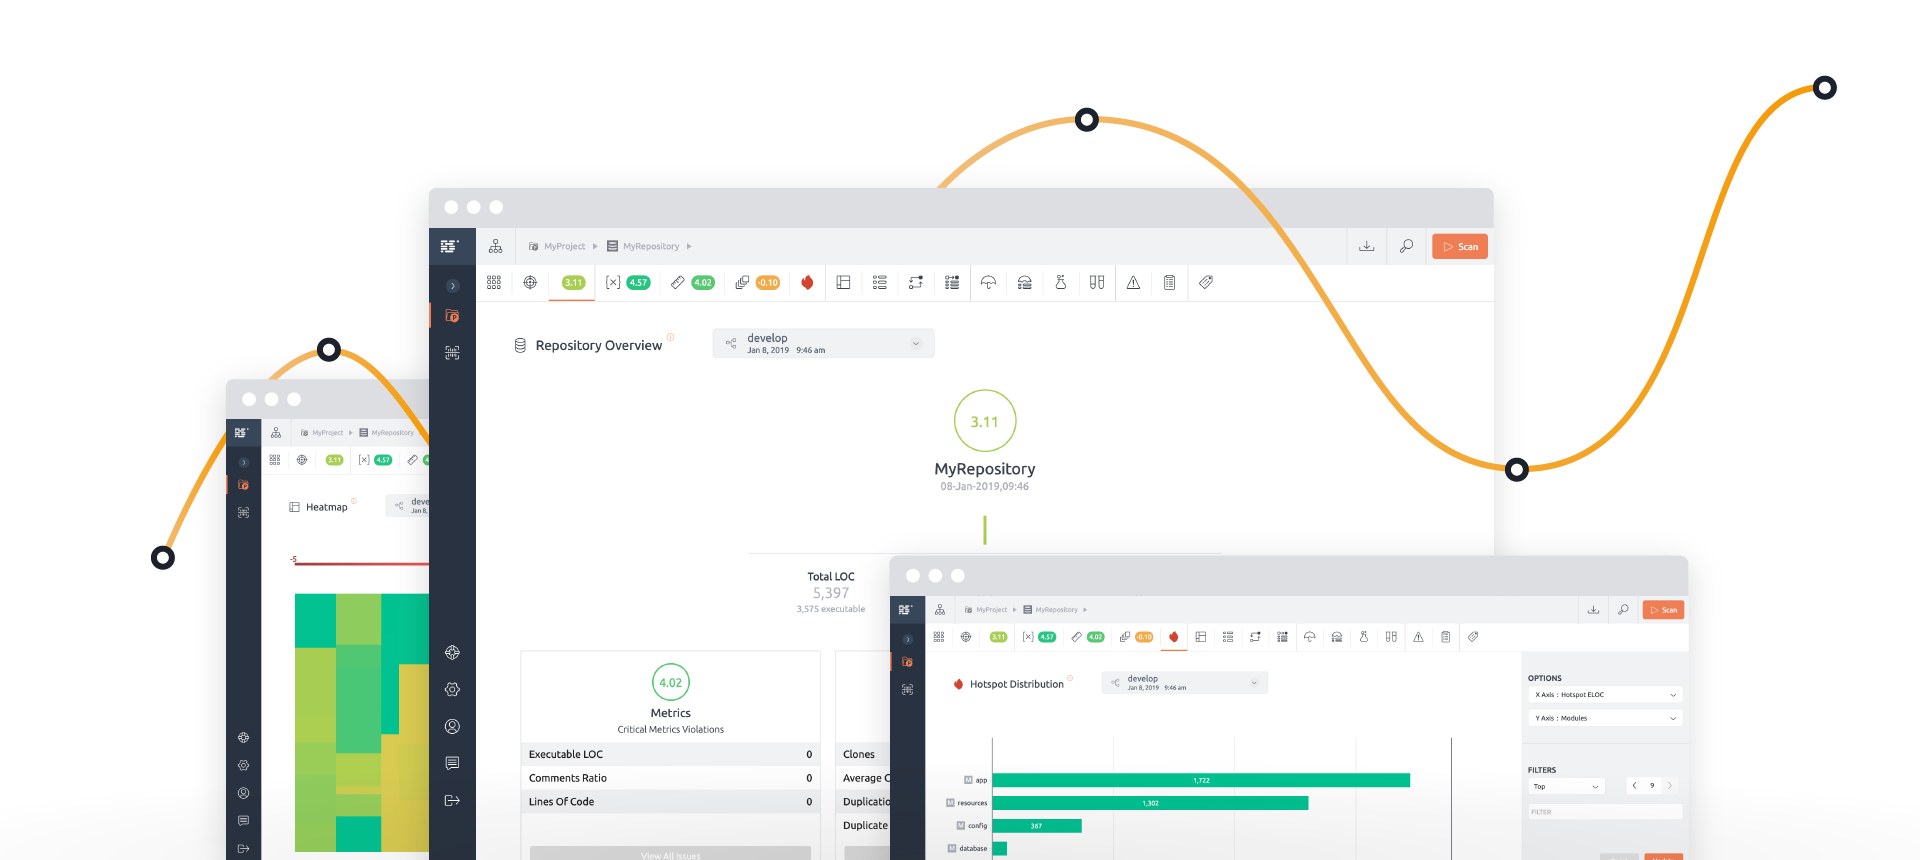 MyProject MyRepository Scan
3.11 4.57 4.02 -0.10
Repository Overview
develop
Jan 8, 2019 9:46 am
3.11
MyRepository
08-Jan-2019,09:46
Total LOC
5,397
3,575 executable
4.02
Metrics
Critical Metrics Violations
Executable LOC 0
Comments Ratio 0
Lines Of Code 0
View All Issues
Clones
Average C
Duplicatio
Duplicate
MyProject MyRepository
3.11 4.57 4
Heatmap
deve
Jan 8,
-5
MyProject MyRepository Scan
3.11 4.57 4.02 -0.10
Hotspot Distribution
develop
Jan 8, 2019 9:46 am
M app 1,722
M resources 1,302
M config 367
M database
OPTIONS
X Axis : Hotspot ELOC
Y Axis : Modules
FILTERS
Top 9
FILTER